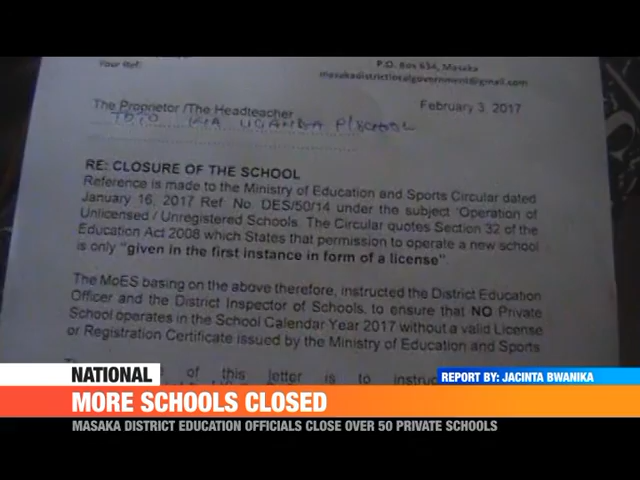 Your Ref:
P.O. Box 634, Masaka
masakadistrictlocalgovernment@gmail.com
The Proprietor /The Headteacher
February 3, 2017
UGANDA P/SCHOOL
RE: CLOSURE OF THE SCHOOL
Reference is made to the Ministry of Education and Sports Circular dated
January 16, 2017 Ref. No. DES/50/14 under the subject 'Operation of
Unlicensed / Unregistered Schools. The Circular quotes Section 32 of the
Education Act 2008 which States that permission to operate a new school
is only "given in the first instance in form of a license"
The MoES basing on the above therefore, instructed the District Education
Officer and the District Inspector of Schools, to ensure that NO Private
School operates in the School Calendar Year 2017 without a valid License
or Registration Certificate issued by the Ministry of Education and Sports
of this letter is to
NATIONAL
REPORT BY: JACINTA BWANIKA
MORE SCHOOLS CLOSED
MASAKA DISTRICT EDUCATION OFFICIALS CLOSE OVER 50 PRIVATE SCHOOLS